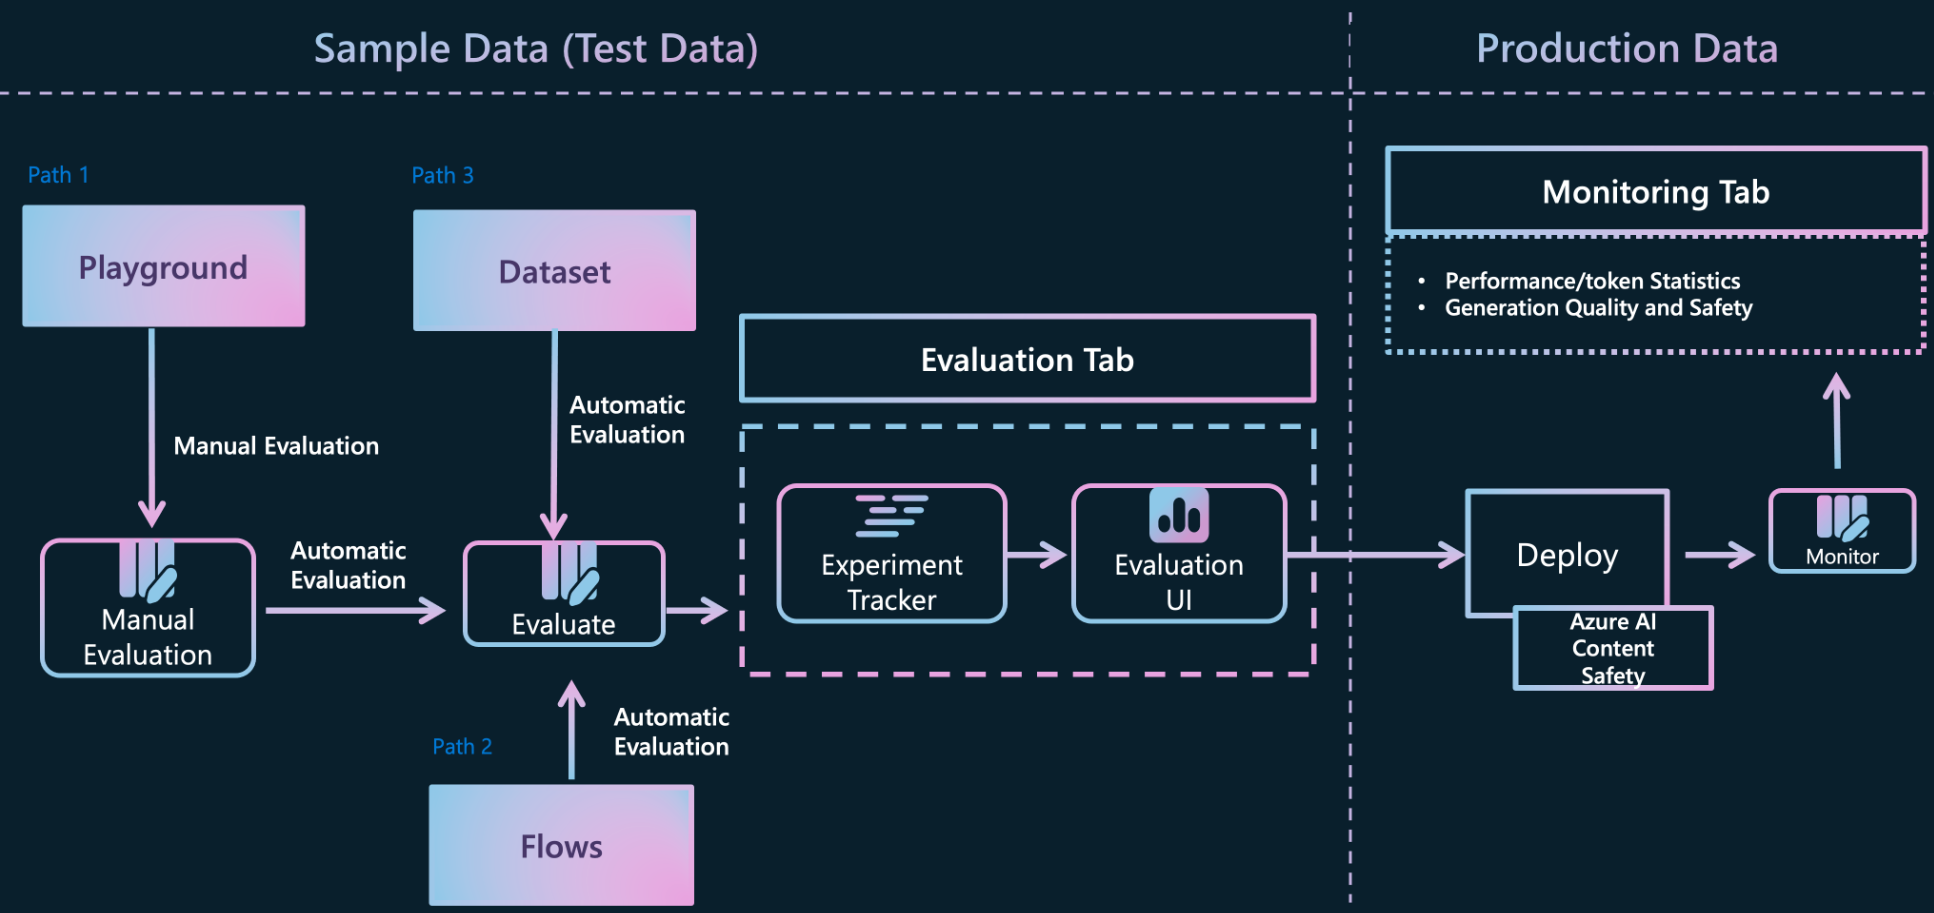 Sample Data (Test Data)
Production Data
Path 1
Playground
Manual Evaluation
Manual
Evaluation
Automatic
Evaluation
Path 3
Dataset
Automatic
Evaluation
Evaluate
Path 2
Automatic
Evaluation
Flows
Evaluation Tab
Experiment
Tracker
Evaluation
UI
Deploy
Azure AI
Content
Safety
Monitor
Monitoring Tab
• Performance/token Statistics
• Generation Quality and Safety